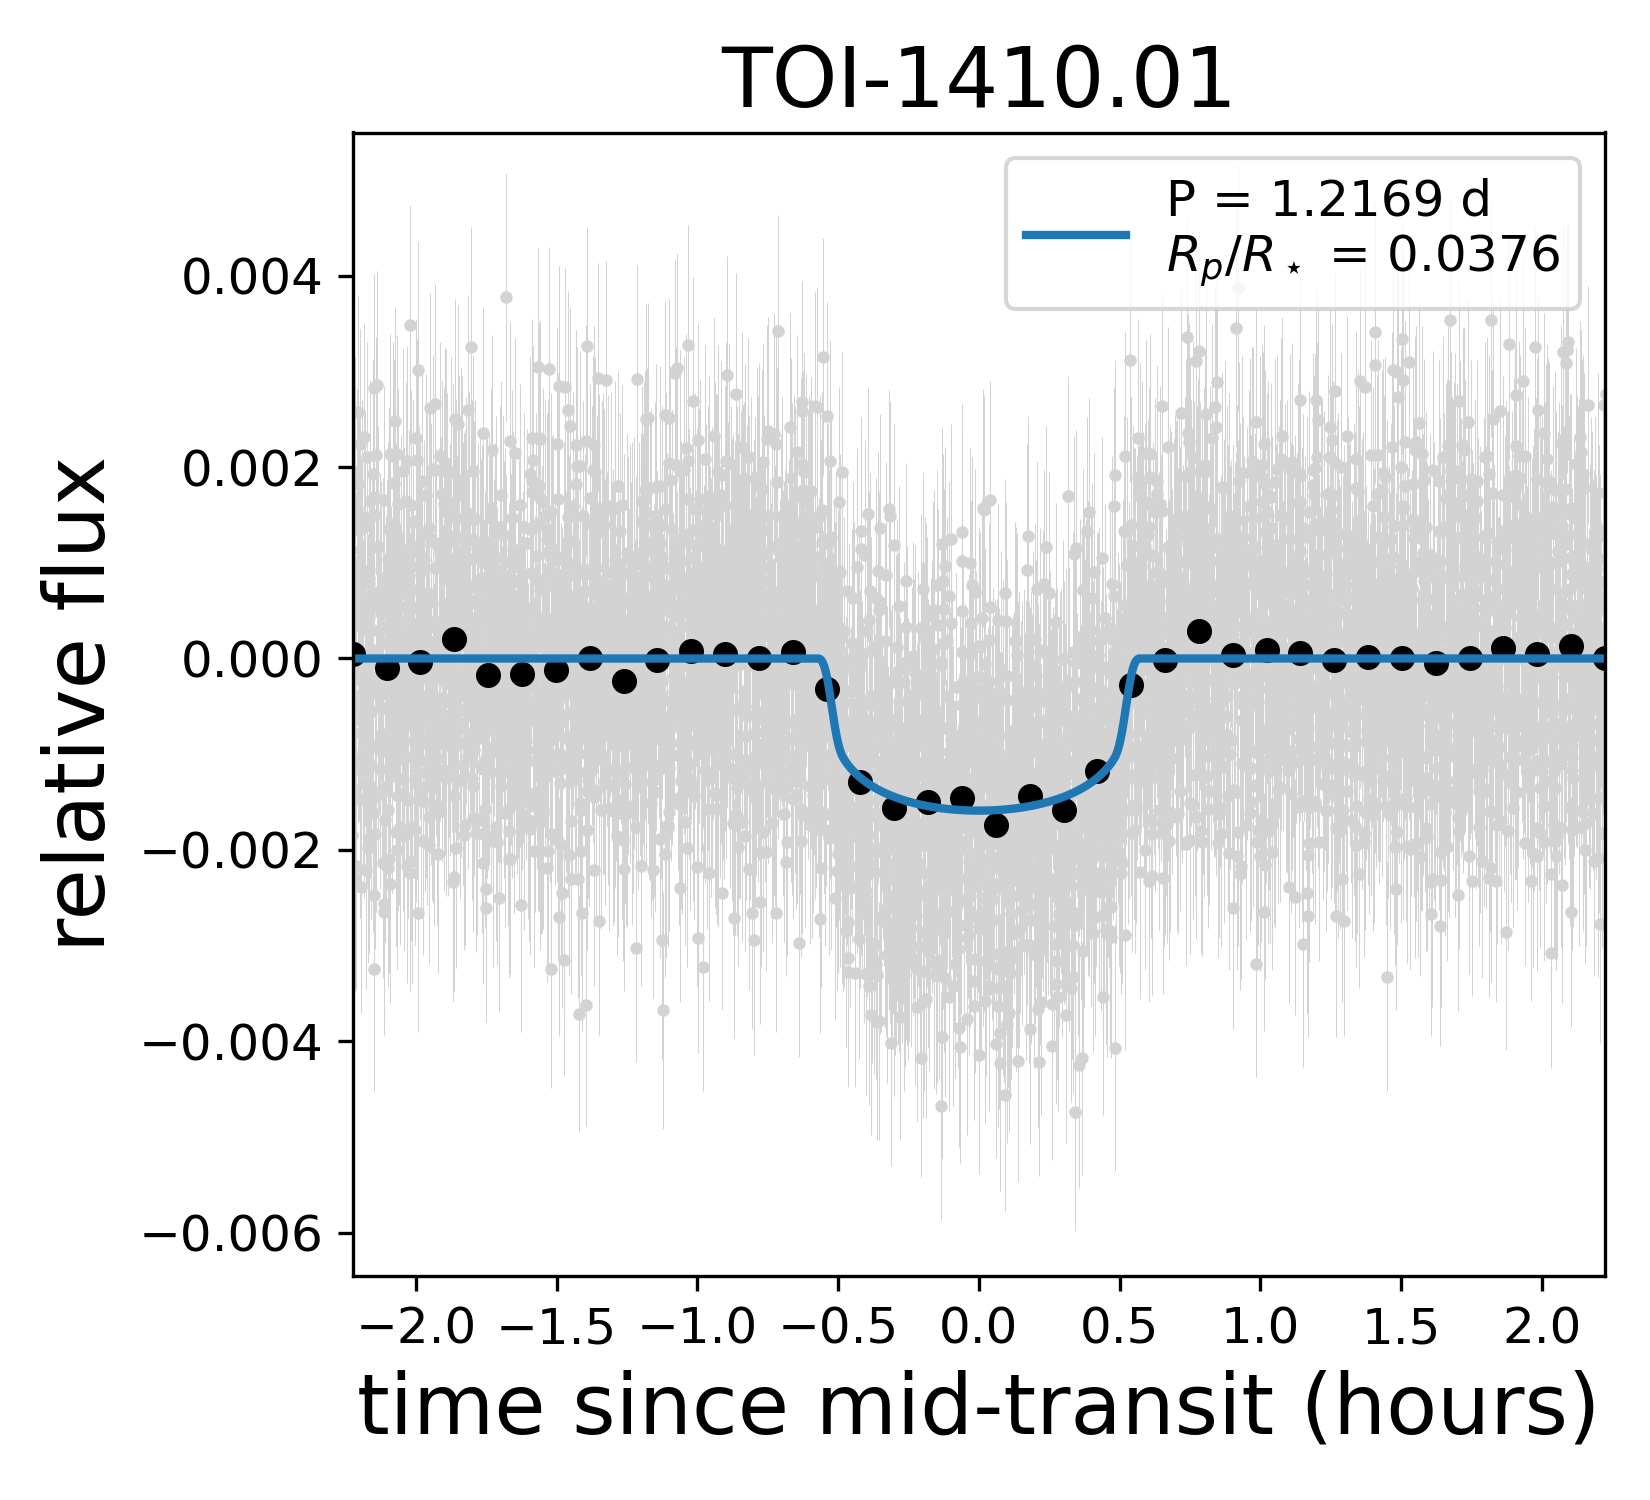 TOI-1410.01
P = 1.2169 d
Rp/R⋆ = 0.0376
0.004
0.002
0.000
−0.002
−0.004
−0.006
relative flux
−2.0 −1.5 −1.0 −0.5 0.0 0.5 1.0 1.5 2.0
time since mid-transit (hours)